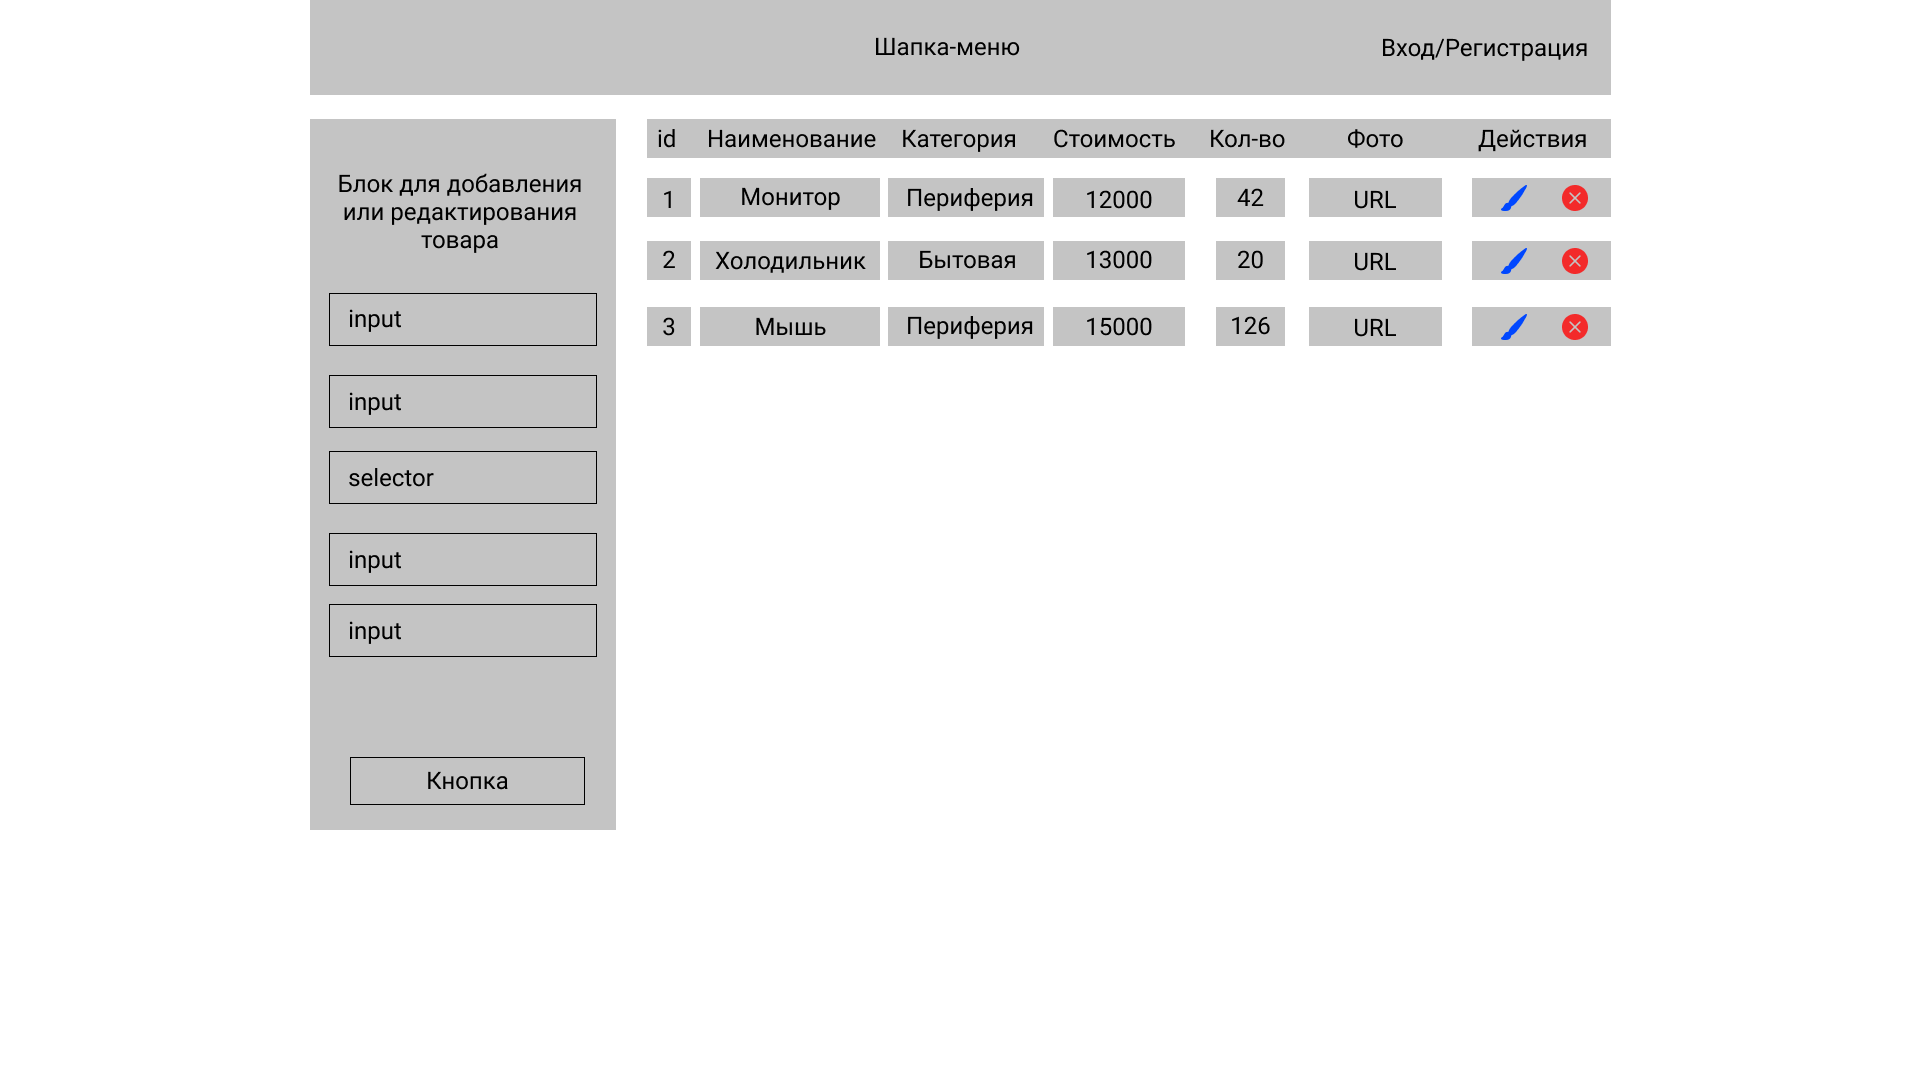 Шапка-меню
Вход/Регистрация
Блок для добавления
или редактирования
товара
input
input
selector
input
input
Кнопка
id Наименование Категория Стоимость Кол-во Фото Действия
1 Монитор Периферия 12000 42 URL
2 Холодильник Бытовая 13000 20 URL
3 Мышь Периферия 15000 126 URL